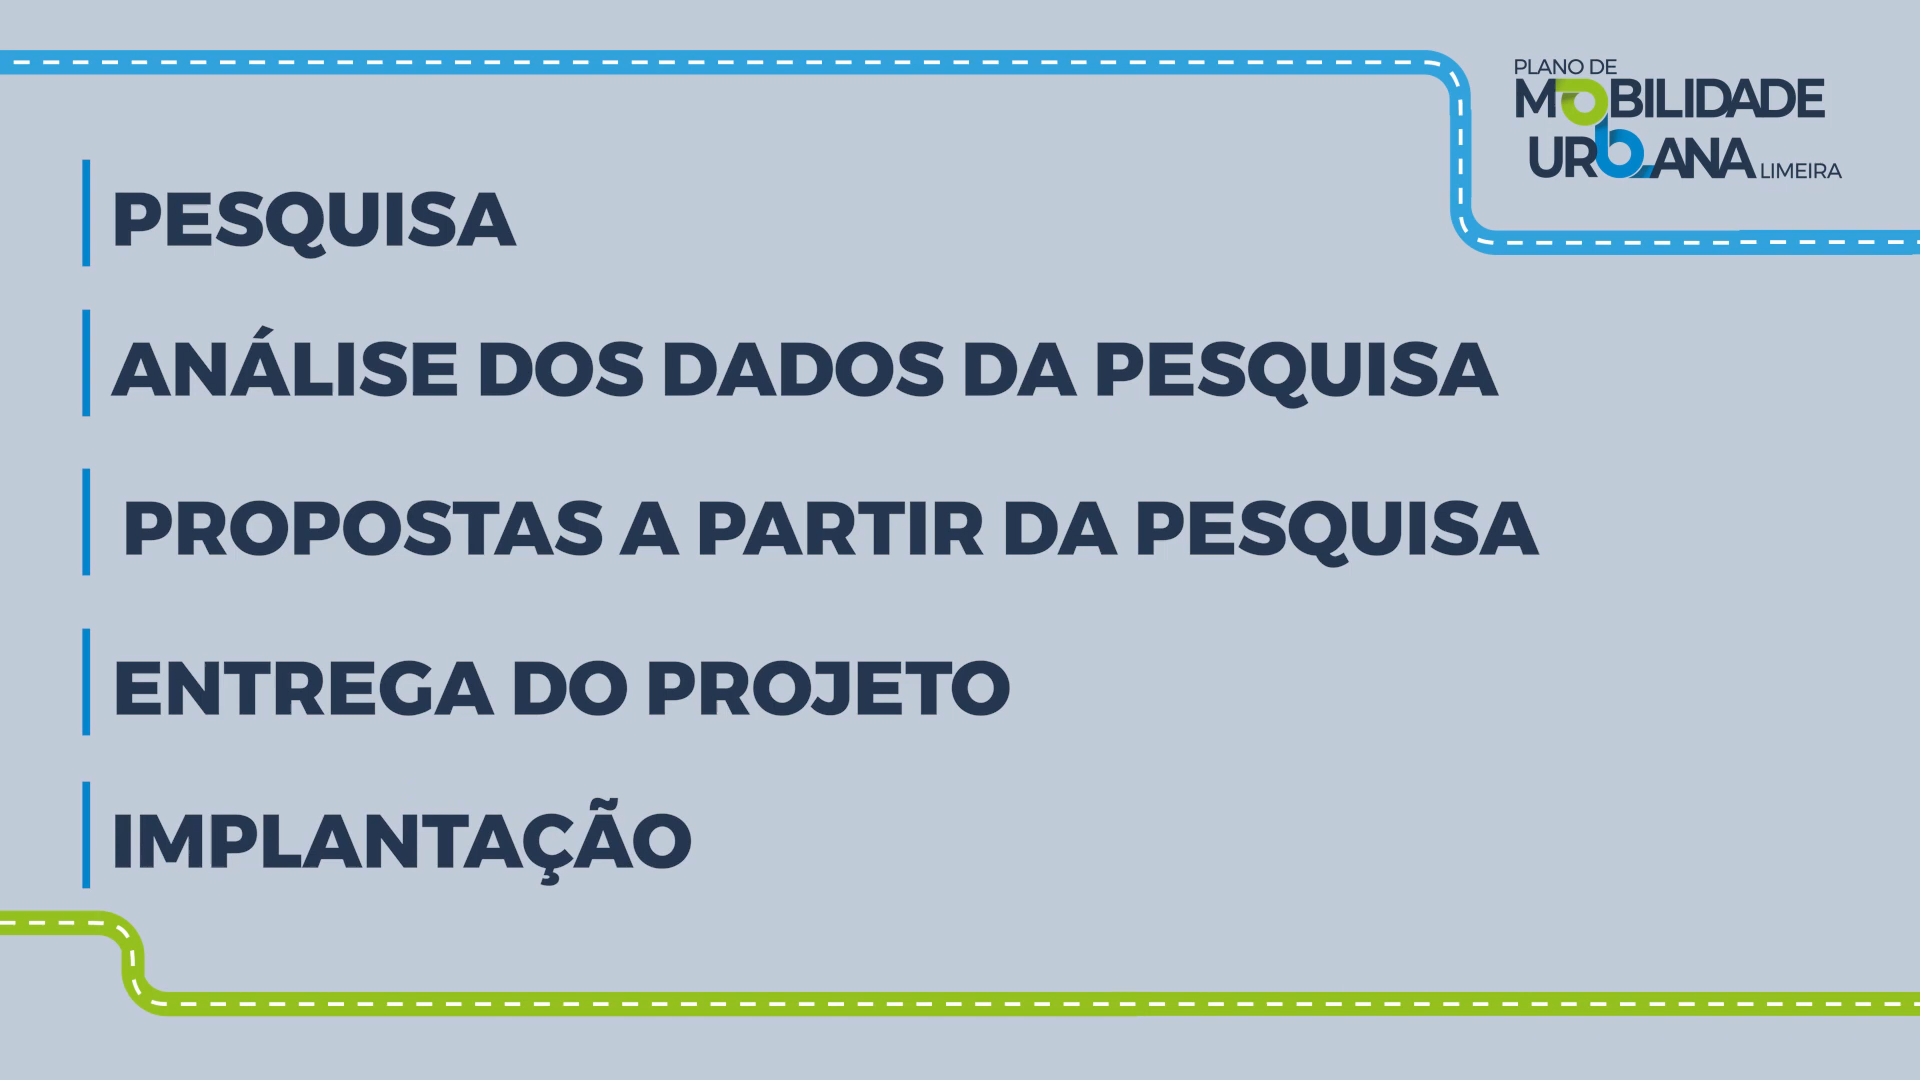 PLANO DE
MOBILIDADE
URBANA LIMEIRA
PESQUISA
ANÁLISE DOS DADOS DA PESQUISA
PROPOSTAS A PARTIR DA PESQUISA
ENTREGA DO PROJETO
IMPLANTAÇÃO